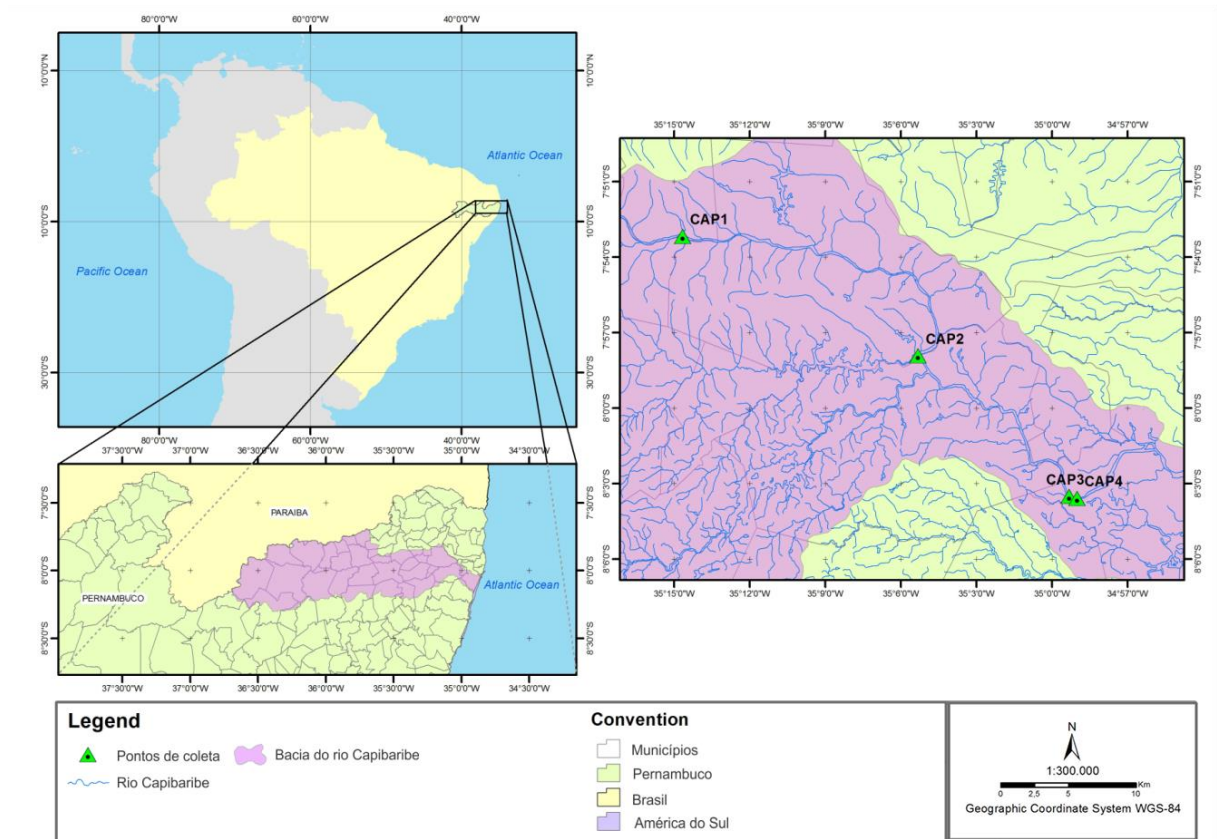 80°0'0"W 60°0'0"W 40°0'0"W
10°0'0"N 10°0'0"N
Atlantic Ocean
10°0'0"S 10°0'0"S
Pacific Ocean
30°0'0"S 30°0'0"S
80°0'0"W 60°0'0"W 40°0'0"W
37°30'0"W 37°0'0"W 36°30'0"W 36°0'0"W 35°30'0"W 35°0'0"W 34°30'0"W
7°30'0"S 7°30'0"S
PARAIBA
8°0'0"S 8°0'0"S
Atlantic Ocean
PERNAMBUCO
8°30'0"S 8°30'0"S
37°30'0"W 37°0'0"W 36°30'0"W 36°0'0"W 35°30'0"W 35°0'0"W 34°30'0"W
35°15'0"W 35°12'0"W 35°9'0"W 35°6'0"W 35°3'0"W 35°0'0"W 34°57'0"W
7°51'0"S 7°51'0"S
CAP1
7°54'0"S 7°54'0"S
7°57'0"S 7°57'0"S
CAP2
8°0'0"S 8°0'0"S
CAP3 CAP4
8°3'0"S 8°3'0"S
8°6'0"S 8°6'0"S
35°15'0"W 35°12'0"W 35°9'0"W 35°6'0"W 35°3'0"W 35°0'0"W 34°57'0"W
Legend
Pontos de coleta
Bacia do rio Capibaribe
Rio Capibaribe
Convention
Municípios
Pernambuco
Brasil
América do Sul
N
1:300.000
Km
0 2,5 5 10
Geographic Coordinate System WGS-84